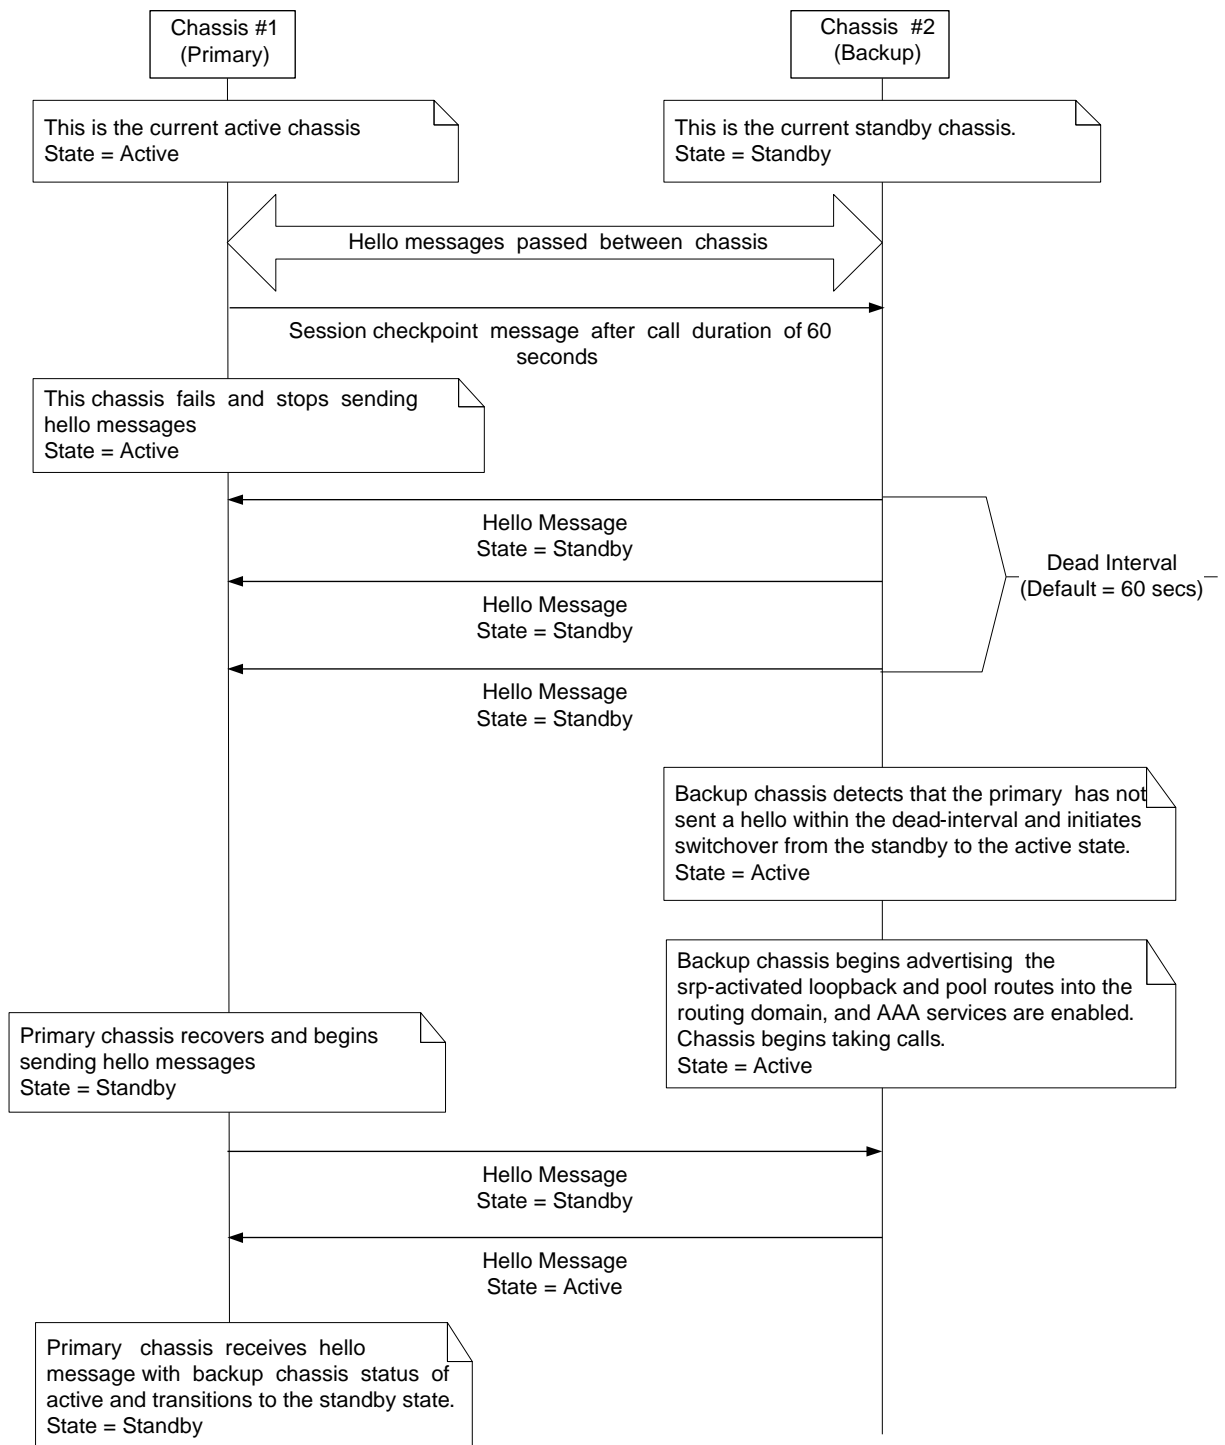 Chassis #1
(Primary)
Chassis #2
(Backup)
This is the current active chassis
State = Active
This is the current standby chassis.
State = Standby
Hello messages passed between chassis
Session checkpoint message after call duration of 60
seconds
This chassis fails and stops sending
hello messages
State = Active
Hello Message
State = Standby
Dead Interval
(Default = 60 secs)
Hello Message
State = Standby
Hello Message
State = Standby
Backup chassis detects that the primary has not
sent a hello within the dead-interval and initiates
switchover from the standby to the active state.
State = Active
Backup chassis begins advertising the
srp-activated loopback and pool routes into the
routing domain, and AAA services are enabled.
Chassis begins taking calls.
State = Active
Primary chassis recovers and begins
sending hello messages
State = Standby
Hello Message
State = Standby
Hello Message
State = Active
Primary chassis receives hello
message with backup chassis status of
active and transitions to the standby state.
State = Standby